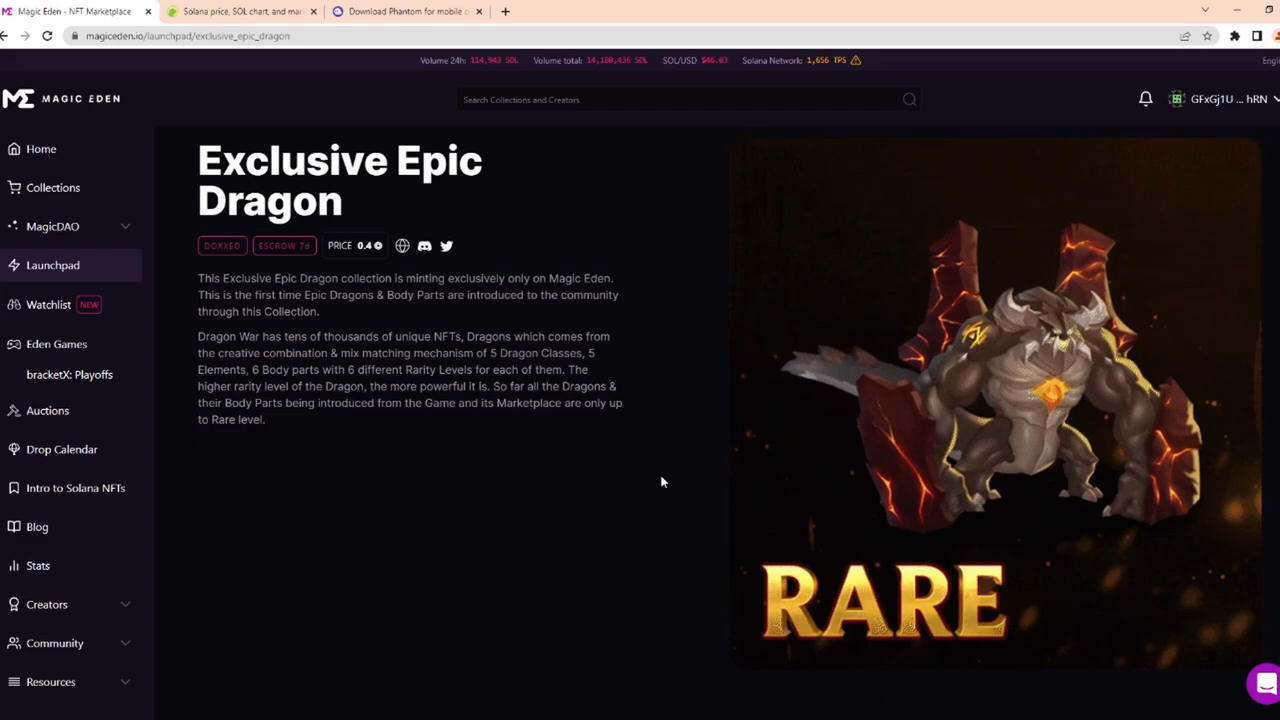 Magic Eden - NFT Marketplace
Solana price, SOL chart, and mar
Download Phantom for mobile o
magiceden.io/launchpad/exclusive_epic_dragon
Volume 24h: 114,943 SOL Volume total: 14,180,436 SOL SOL/USD $46.03 Solana Network: 1,656 TPS
Engli
MAGIC EDEN
Search Collections and Creators
GFxGj1U ... hRN
Home
Collections
MagicDAO
Launchpad
Watchlist NEW
Eden Games
bracketX: Playoffs
Auctions
Drop Calendar
Intro to Solana NFTs
Blog
Stats
Creators
Community
Resources
Exclusive Epic
Dragon
DOXXED ESCROW 7d PRICE 0.4
This Exclusive Epic Dragon collection is minting exclusively only on Magic Eden.
This is the first time Epic Dragons & Body Parts are introduced to the community
through this Collection.
Dragon War has tens of thousands of unique NFTs, Dragons which comes from
the creative combination & mix matching mechanism of 5 Dragon Classes, 5
Elements, 6 Body parts with 6 different Rarity Levels for each of them. The
higher rarity level of the Dragon, the more powerful it is. So far all the Dragons &
their Body Parts being introduced from the Game and its Marketplace are only up
to Rare level.
RARE